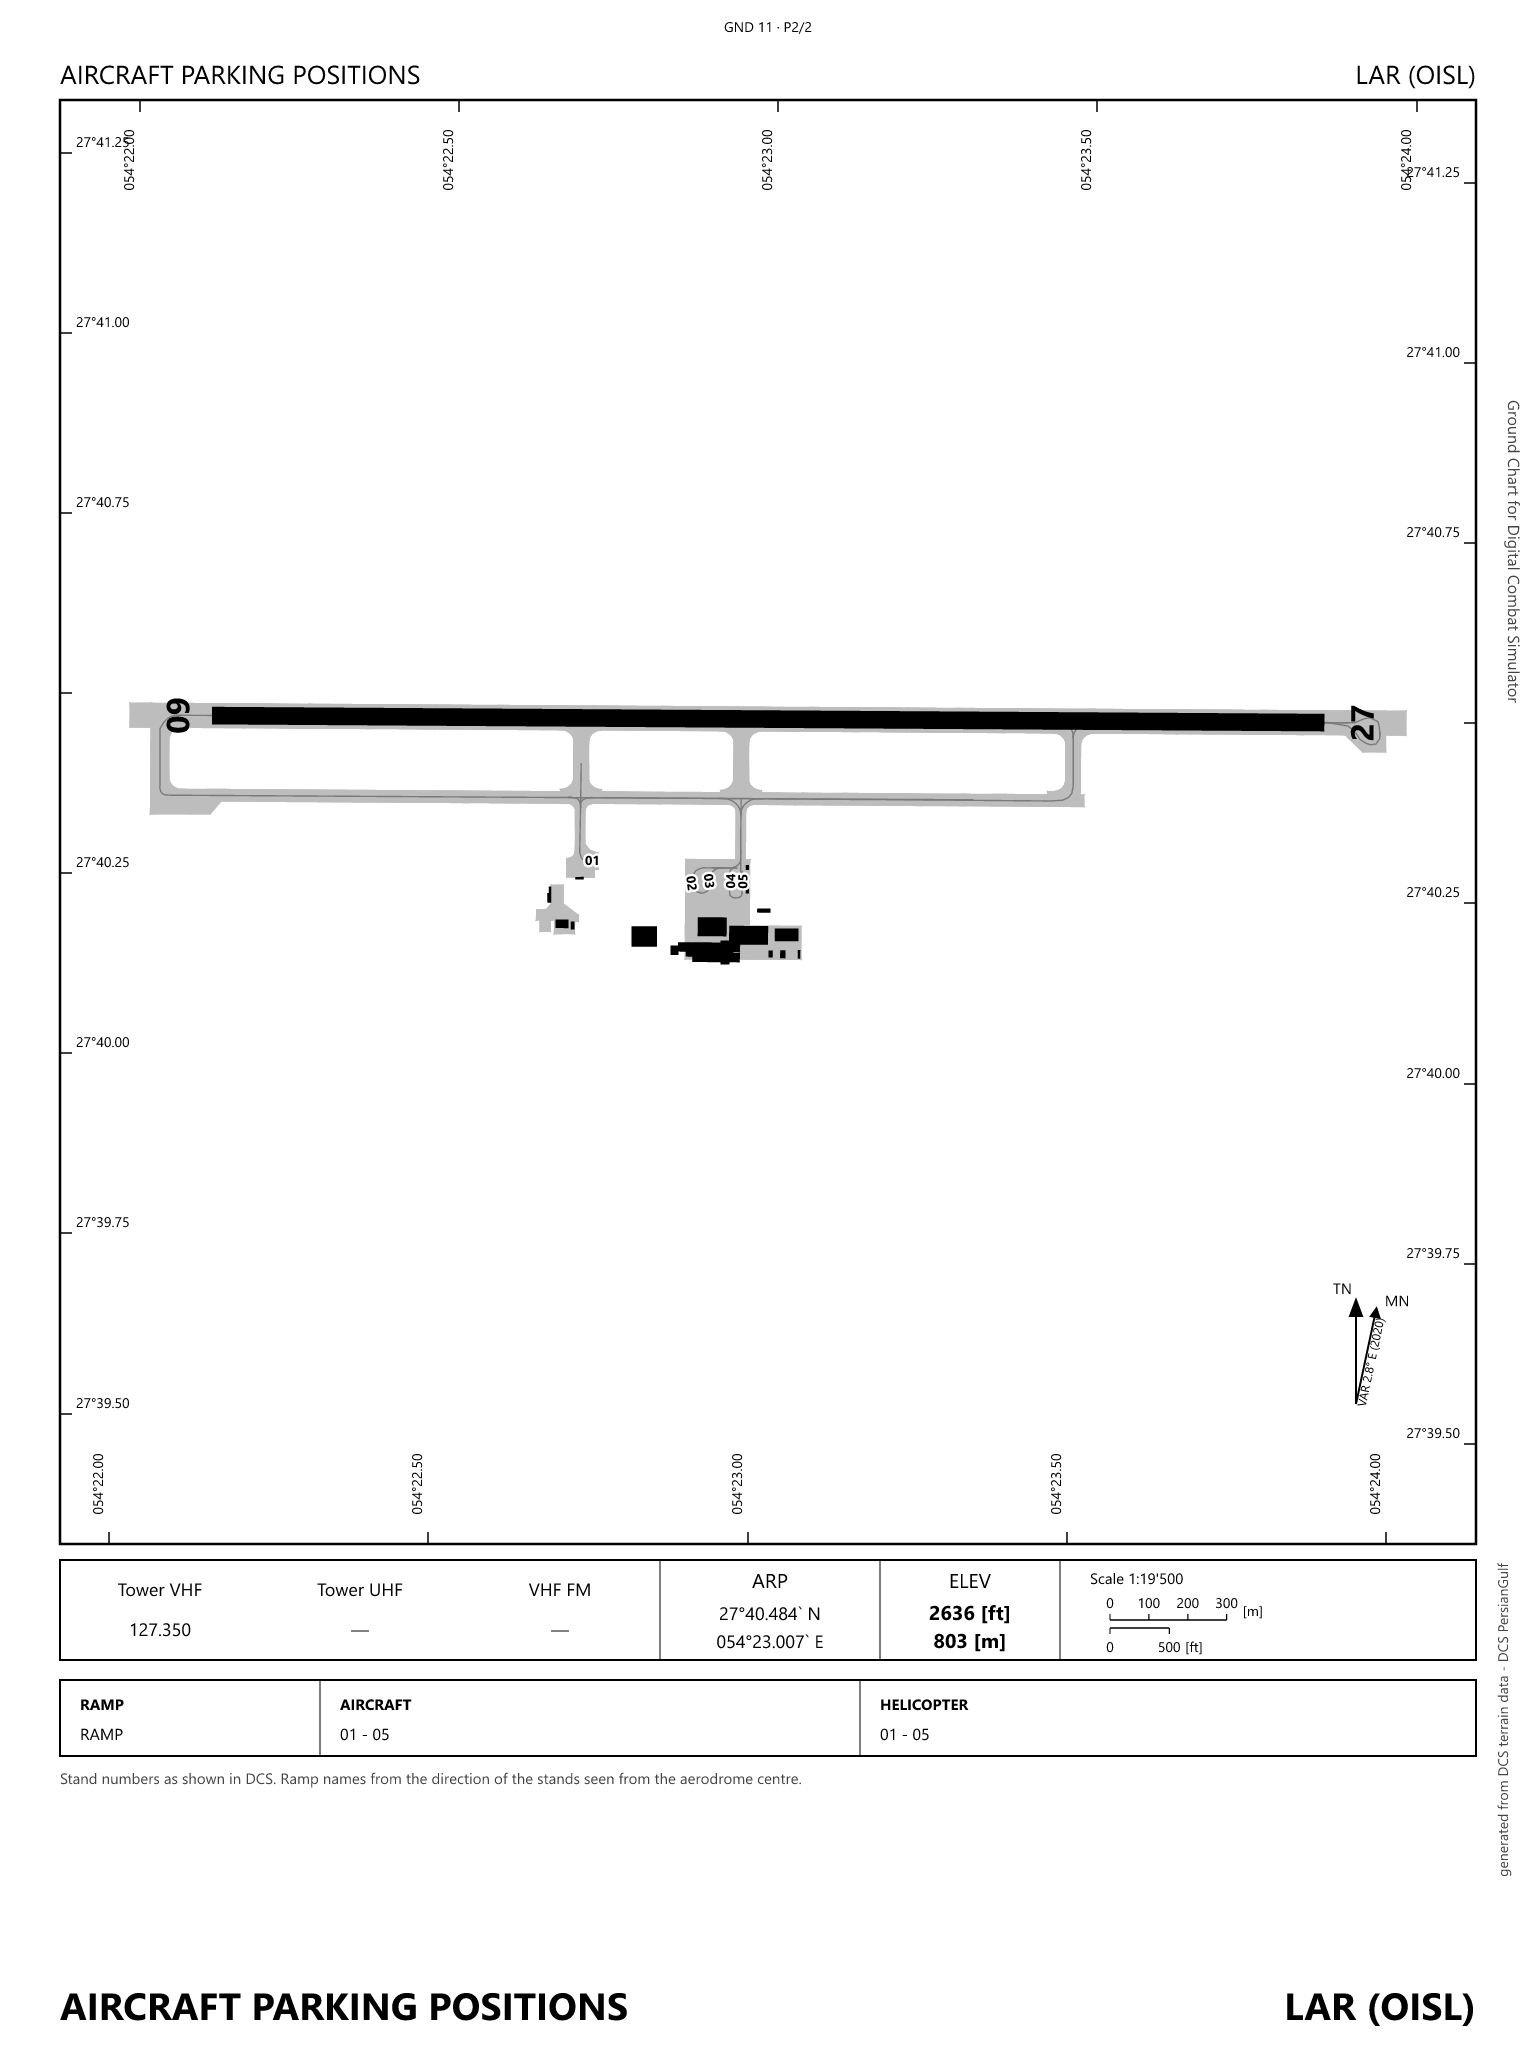 GND 11 · P2/2
AIRCRAFT PARKING POSITIONS
LAR (OISL)
054°22.00
054°22.50
054°23.00
054°23.50
054°24.00
27°41.25
27°41.25
27°41.00
27°41.00
27°40.75
27°40.75
09
27
01
02
03
04
05
27°40.25
27°40.25
27°40.00
27°40.00
27°39.75
27°39.75
TN
MN
VAR 2.8° E (2020)
27°39.50
27°39.50
054°22.00
054°22.50
054°23.00
054°23.50
054°24.00
Ground Chart for Digital Combat Simulator
Tower VHF
127.350
Tower UHF
—
VHF FM
—
ARP
27°40.484` N
054°23.007` E
ELEV
2636 [ft]
803 [m]
Scale 1:19'500
0 100 200 300 [m]
0 500 [ft]
RAMP AIRCRAFT HELICOPTER
RAMP 01 - 05 01 - 05
Stand numbers as shown in DCS. Ramp names from the direction of the stands seen from the aerodrome centre.
generated from DCS terrain data - DCS PersianGulf
AIRCRAFT PARKING POSITIONS
LAR (OISL)